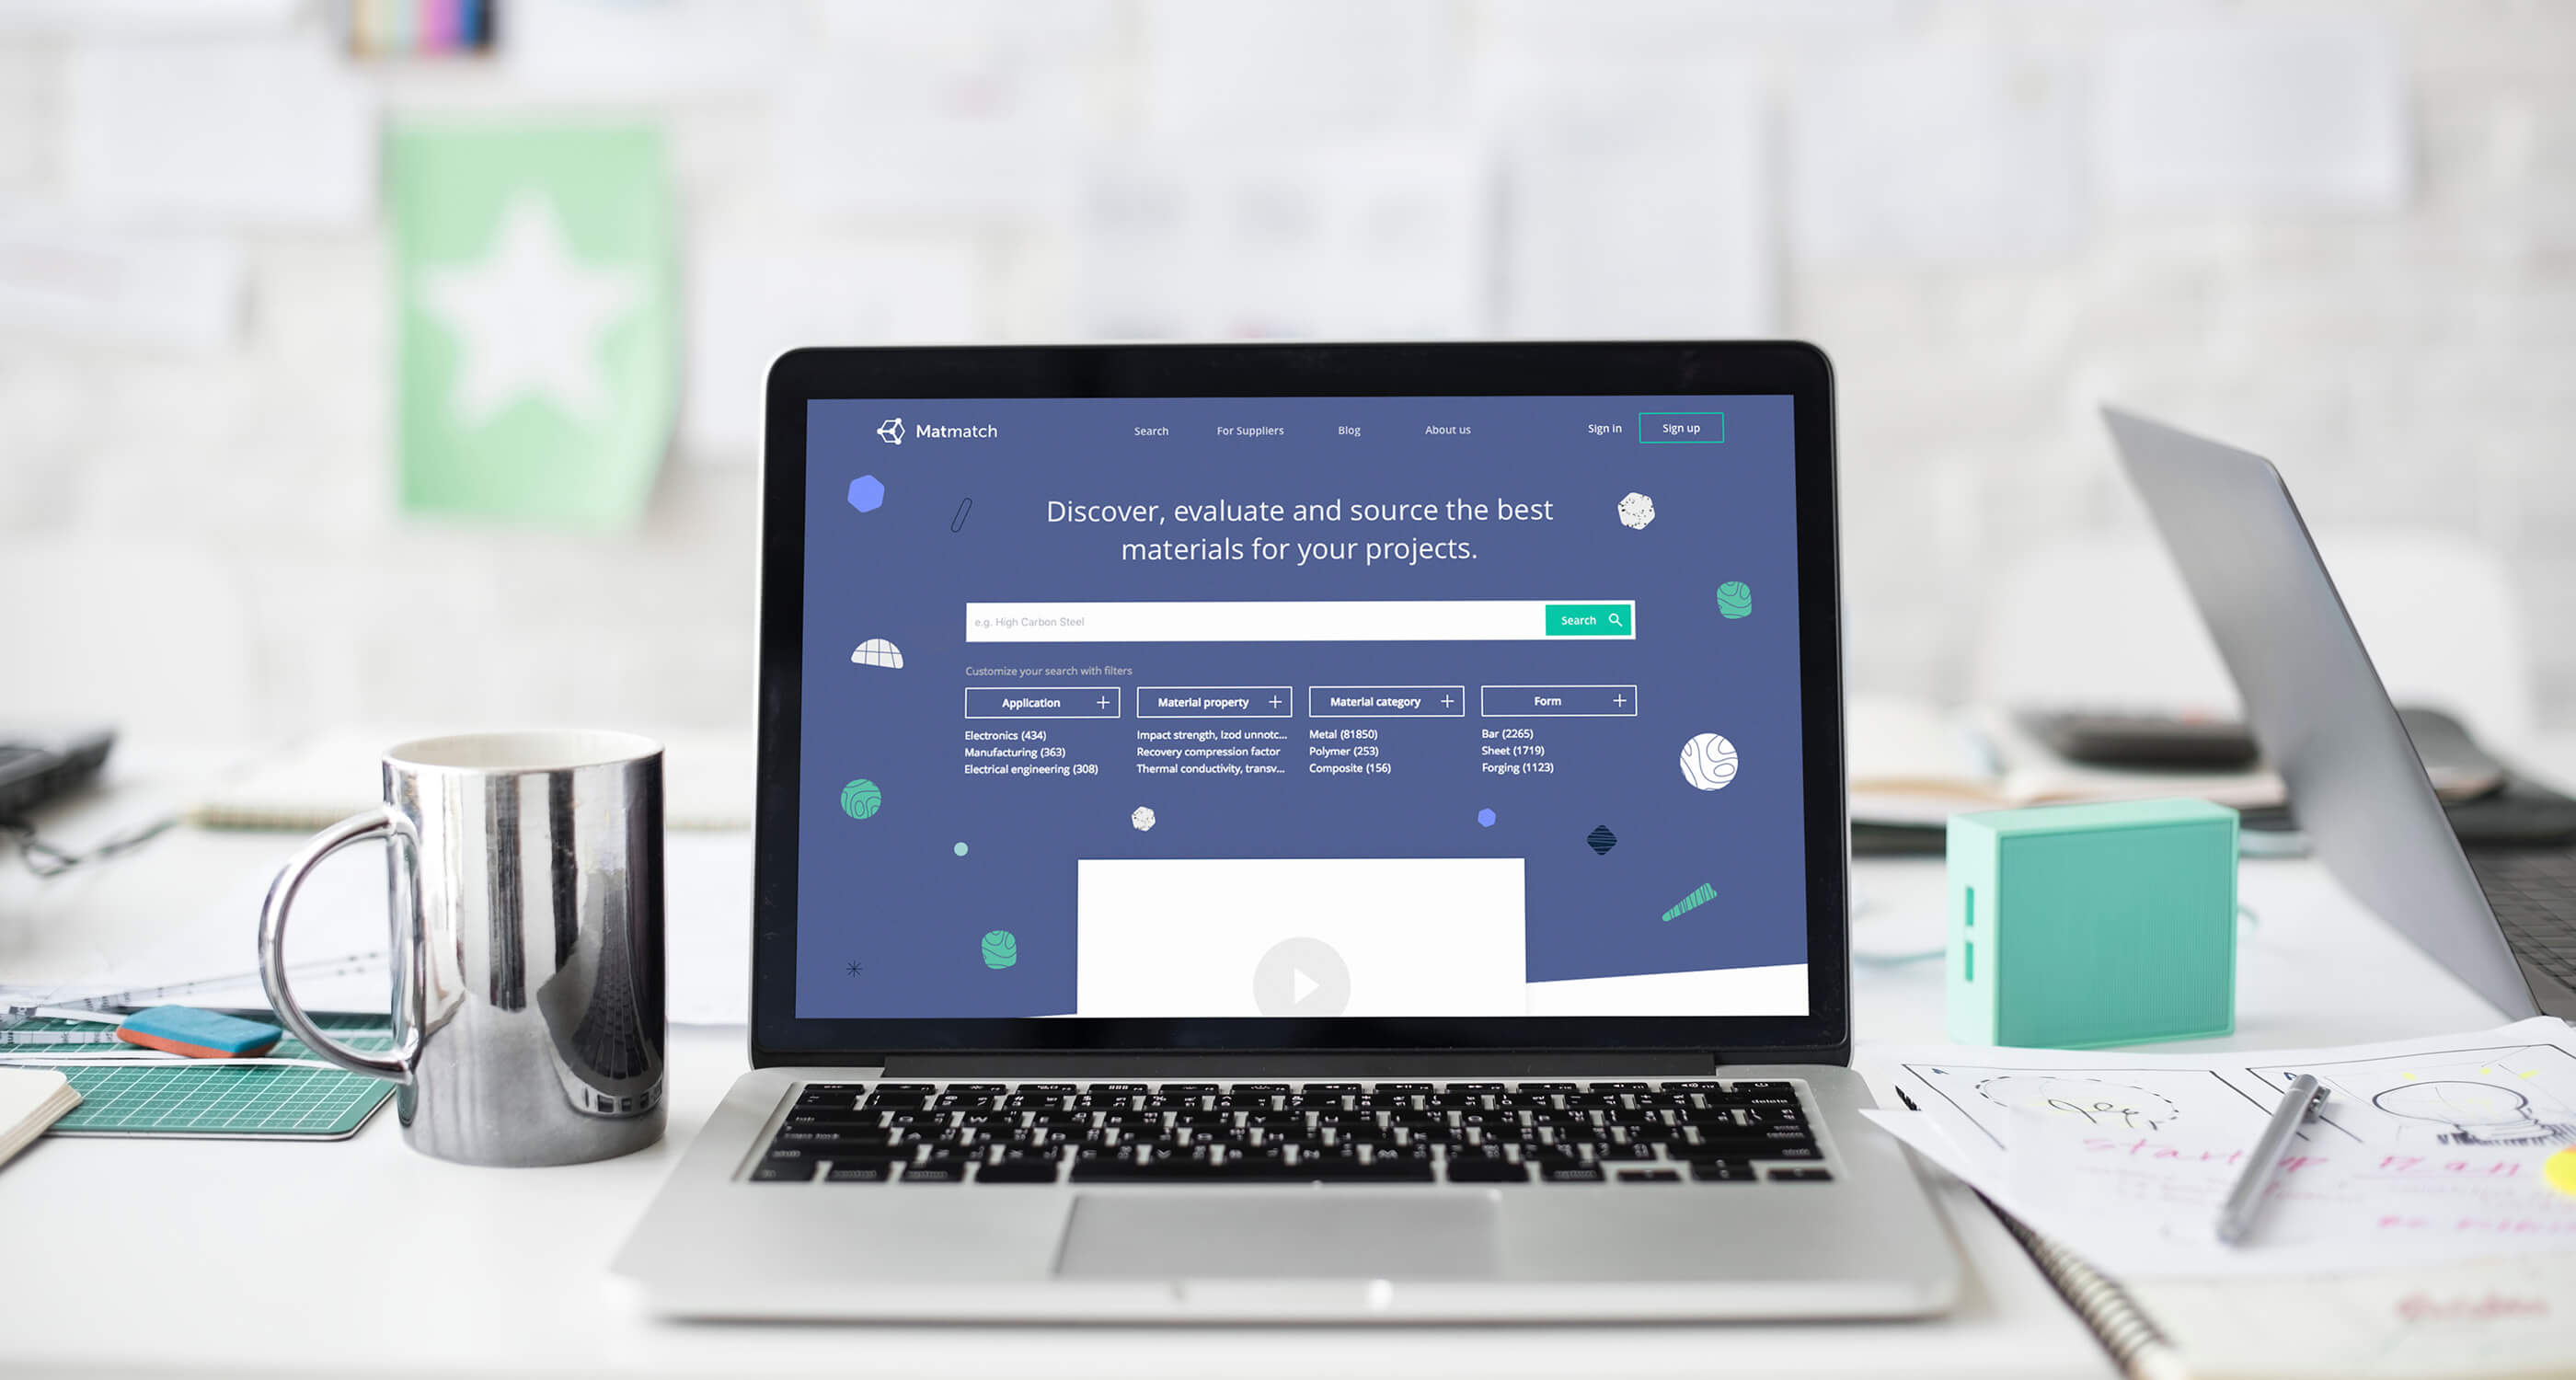 Matmatch
Search For Suppliers Blog About us Sign in Sign up
Discover, evaluate and source the best
materials for your projects.
e.g. High Carbon Steel
Search
Customize your search with filters
Application + Material property + Material category + Form +
Electronics (434) Impact strength, Izod unnotc... Metal (81850) Bar (2265)
Manufacturing (363) Recovery compression factor Polymer (253) Sheet (1719)
Electrical engineering (308) Thermal conductivity, transv... Composite (156) Forging (1123)
delete
startup Plan